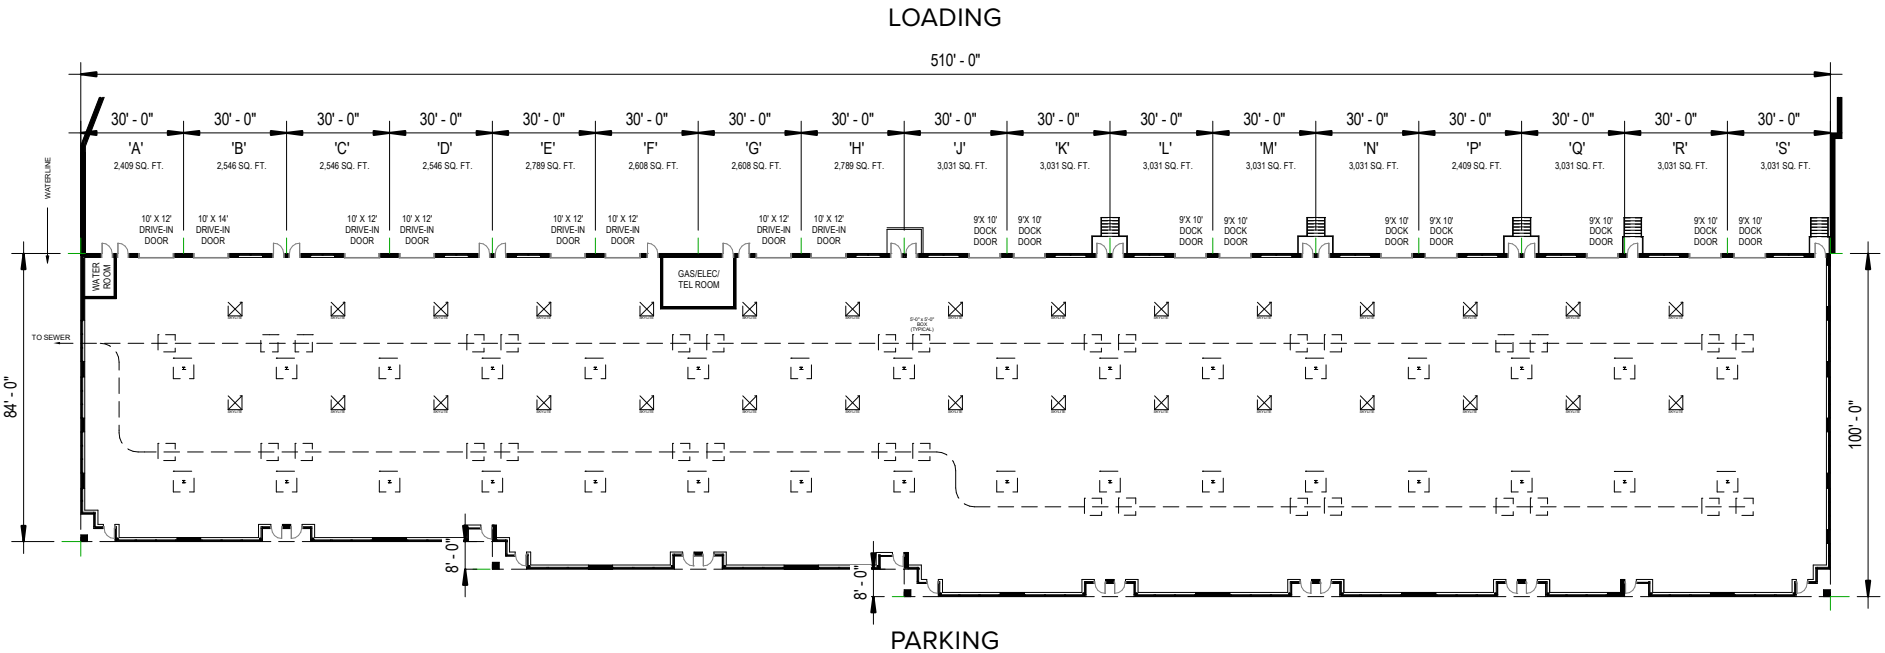 LOADING
510' - 0"
30' - 0" 30' - 0" 30' - 0" 30' - 0" 30' - 0" 30' - 0" 30' - 0" 30' - 0" 30' - 0" 30' - 0" 30' - 0" 30' - 0" 30' - 0" 30' - 0" 30' - 0" 30' - 0" 30' - 0"
'A' 'B' 'C' 'D' 'E' 'F' 'G' 'H' 'J' 'K' 'L' 'M' 'N' 'P' 'Q' 'R' 'S'
2,409 SQ. FT. 2,546 SQ. FT. 2,546 SQ. FT. 2,546 SQ. FT. 2,789 SQ. FT. 2,608 SQ. FT. 2,608 SQ. FT. 2,789 SQ. FT. 3,031 SQ. FT. 3,031 SQ. FT. 3,031 SQ. FT. 3,031 SQ. FT. 3,031 SQ. FT. 2,409 SQ. FT. 3,031 SQ. FT. 3,031 SQ. FT. 3,031 SQ. FT.
WATERLINE
10' X 12' 10' X 14' 10' X 12' 10' X 12' 10' X 12' 10' X 12' 10' X 12' 10' X 12' 9'X 10' 9'X 10' 9'X 10' 9'X 10' 9'X 10' 9'X 10' 9'X 10' 9'X 10'
DRIVE-IN DRIVE-IN DRIVE-IN DRIVE-IN DRIVE-IN DRIVE-IN DRIVE-IN DRIVE-IN DOCK DOCK DOCK DOCK DOCK DOCK DOCK DOCK
DOOR DOOR DOOR DOOR DOOR DOOR DOOR DOOR DOOR DOOR DOOR DOOR DOOR DOOR DOOR DOOR
WATER
ROOM
GAS/ELEC/
TEL ROOM
5'-0" x 5'-0"
BOX
(TYPICAL)
TO SEWER
84' - 0"
100' - 0"
8' - 0"
8' - 0"
PARKING